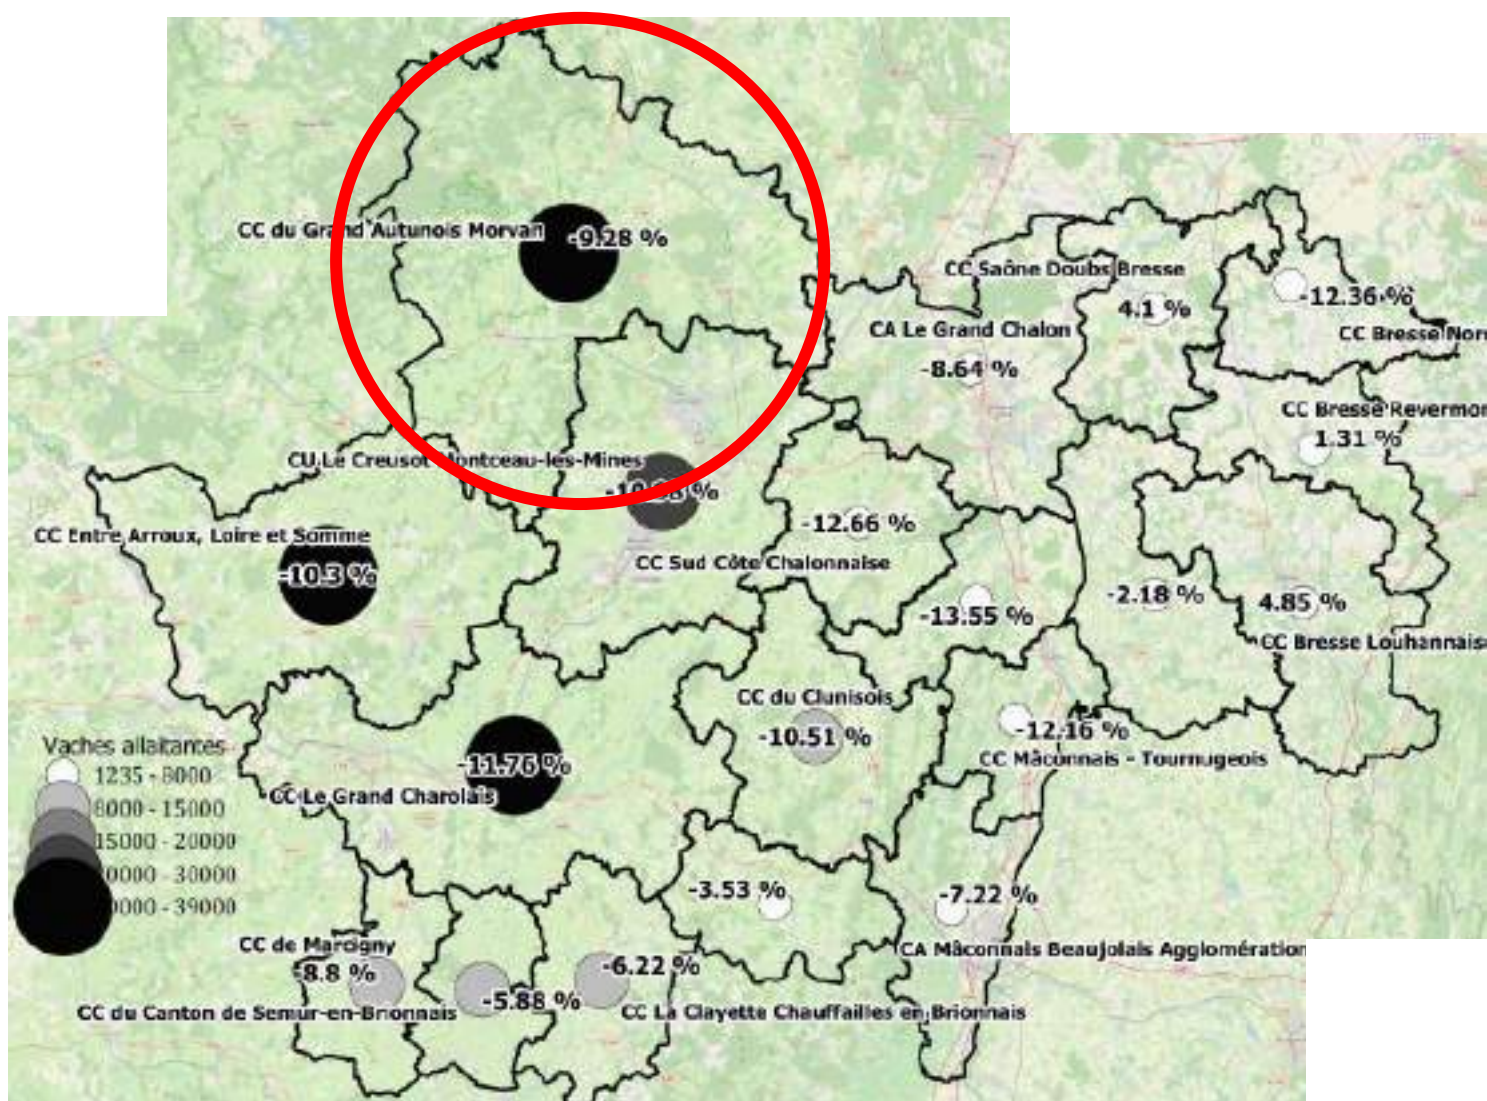 CC du Grand Autunois Morvan
-9.28 %
CC Saône Doubs Bresse
4.1 %
-12.36 %
CC Bresse Nord
CA Le Grand Chalon
-8.64 %
CC Bresse Revermon
1.31 %
CU Le Creusot Montceau-les-Mines
CC Entre Arroux, Loire et Somme
-10.3 %
-12.66 %
CC Sud Côte Chalonnaise
-13.55 %
-2.18 %
4.85 %
CC Bresse Louhannaise
CC du Clunisois
-10.51 %
-12.16 %
CC Mâconnais - Tournugeois
-11.76 %
CC Le Grand Charolais
Vaches allaitantes
1235 - 8000
8000 - 15000
15000 - 20000
0000 - 30000
0000 - 39000
-3.53 %
-7.22 %
CC de Marcigny
-8.8 %
-5.88 %
-6.22 %
CA Mâconnais Beaujolais Agglomération
CC du Canton de Semur-en-Brionnais
CC La Clayette Chauffailles en Brionnais